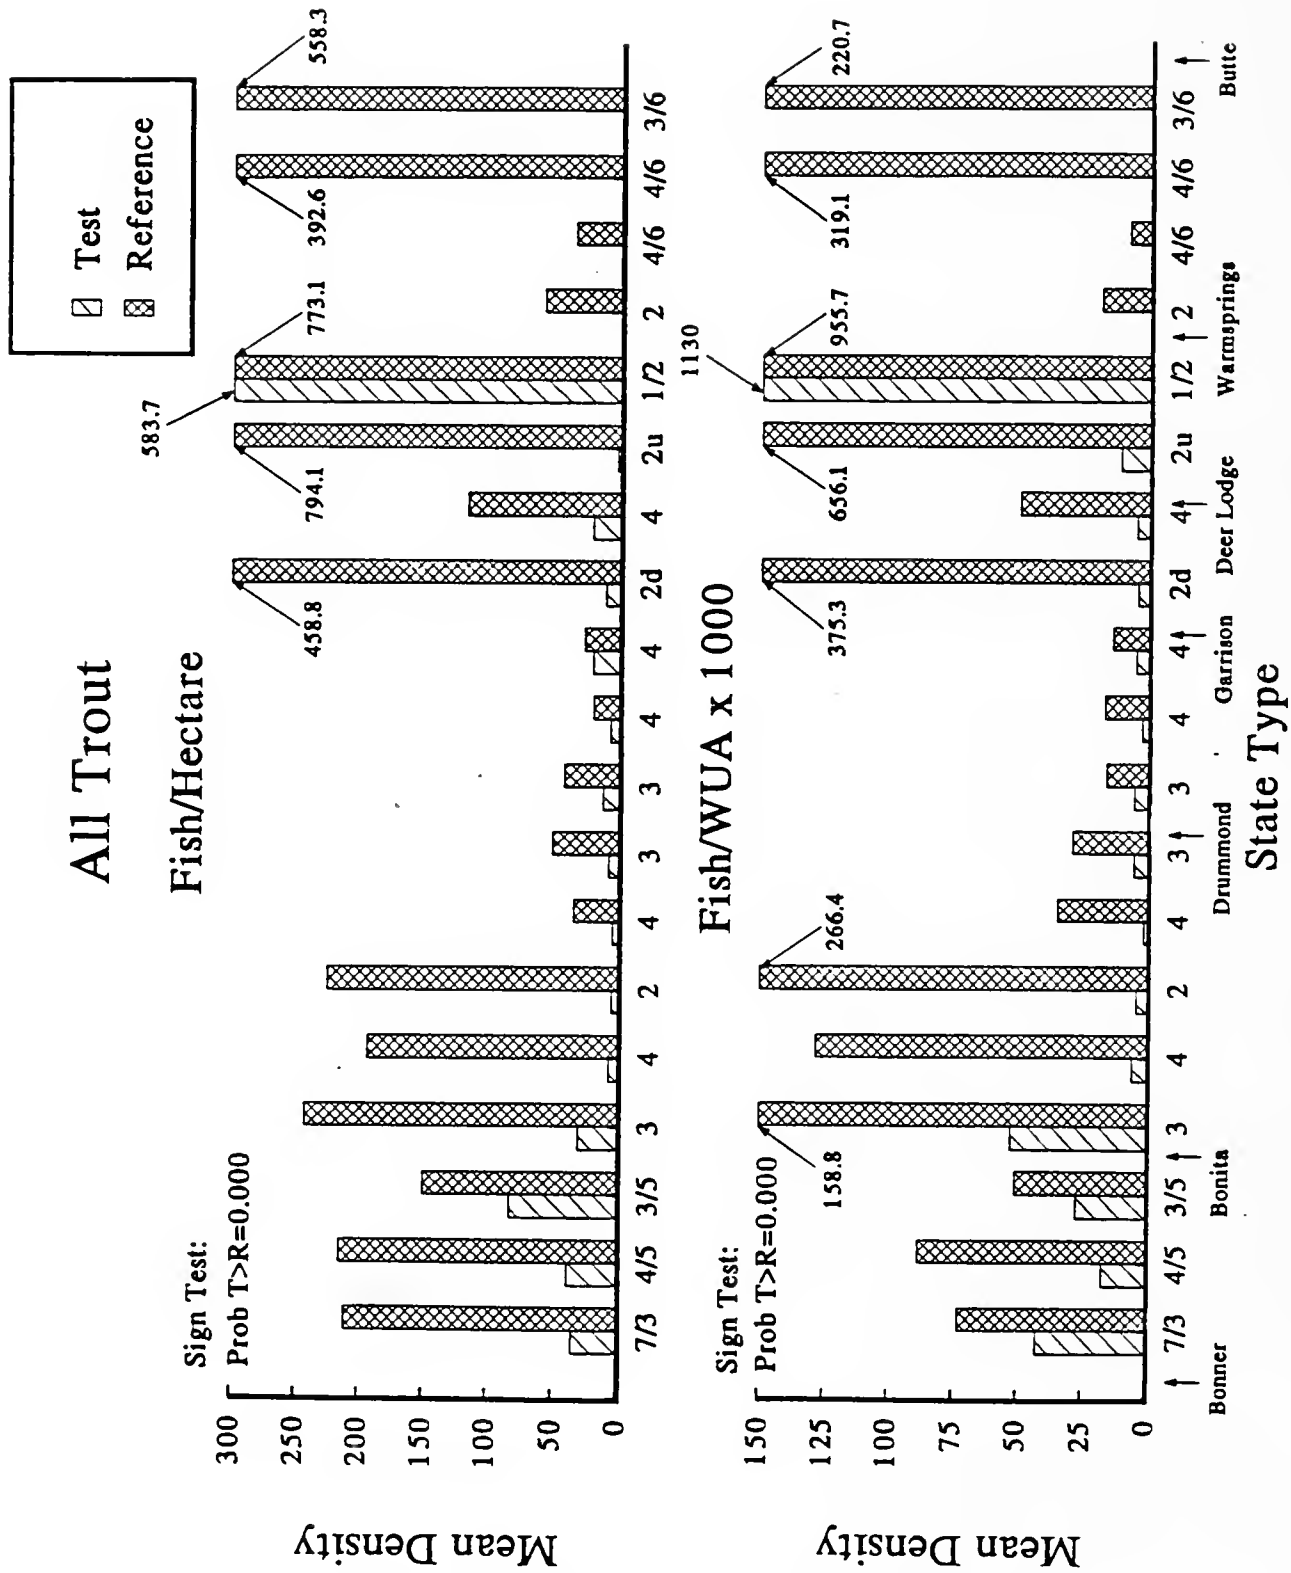 All Trout
Test
Reference
Fish/Hectare
Sign Test:
Prob T>R=0.000
Mean Density
300
250
200
150
100
50
0
458.8
794.1
583.7
773.1
392.6
558.3
7/3 4/5 3/5 3 4 2 4 3 3 4 4 2d 4 2u 1/2 2 4/6 4/6 3/6
Fish/WUA x 1000
Sign Test:
Prob T>R=0.000
Mean Density
150
125
100
75
50
25
0
158.8
266.4
375.3
656.1
1130
955.7
319.1
220.7
7/3 4/5 3/5 3 4 2 4 3 3 4 4 2d 4 2u 1/2 2 4/6 4/6 3/6
Bonner Bonita Drummond Garrison Deer Lodge Warmsprings Butte
State Type